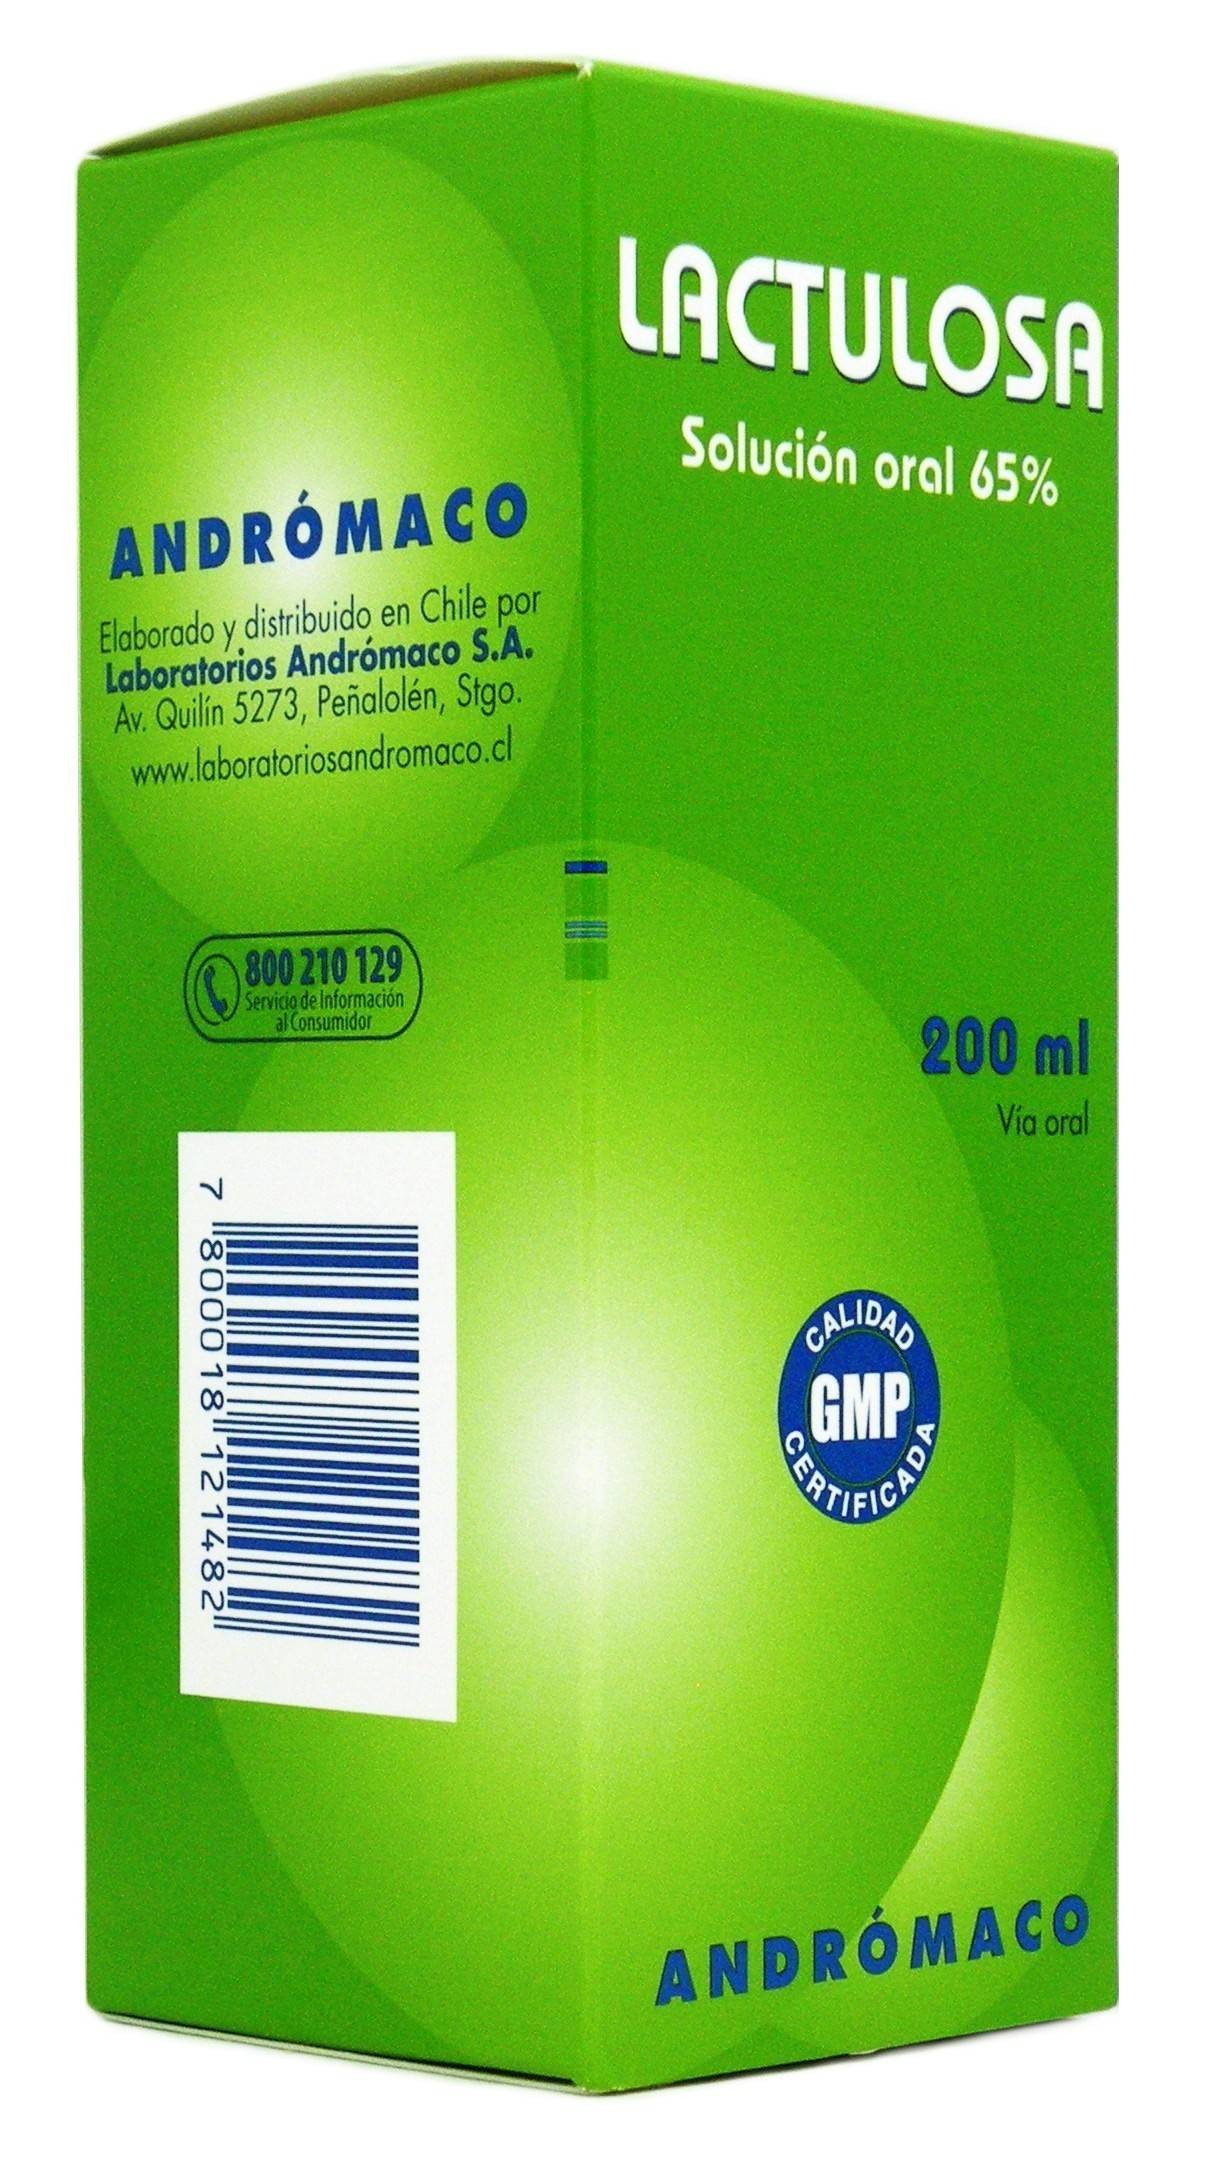 ANDRÓMACO
Elaborado y distribuido en Chile por
Laboratorios Andrómaco S.A.
Av. Quilín 5273, Peñalolén, Stgo.
www.laboratoriosandromaco.cl
800 210 129
Servicio de Información
al Consumidor
7 800018 121482
LACTULOSA
Solución oral 65%
200 ml
Vía oral
CALIDAD
GMP
CERTIFICADA
ANDRÓMACO